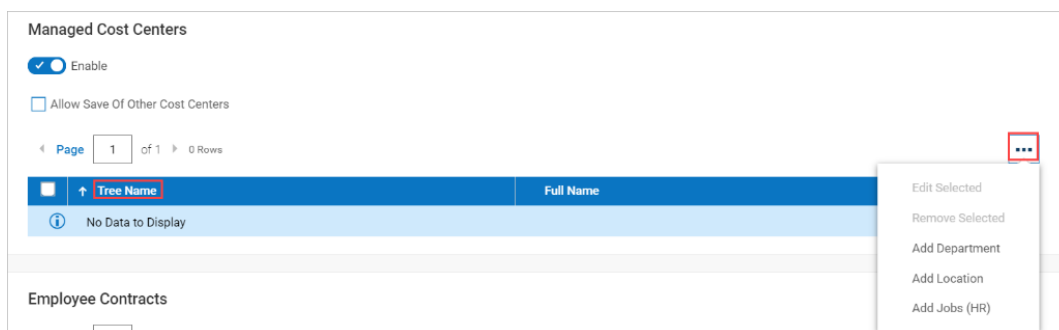 Managed Cost Centers
Enable
Allow Save Of Other Cost Centers
Page 1 of 1 0 Rows
Tree Name Full Name
No Data to Display
Edit Selected
Remove Selected
Add Department
Add Location
Add Jobs (HR)
Employee Contracts